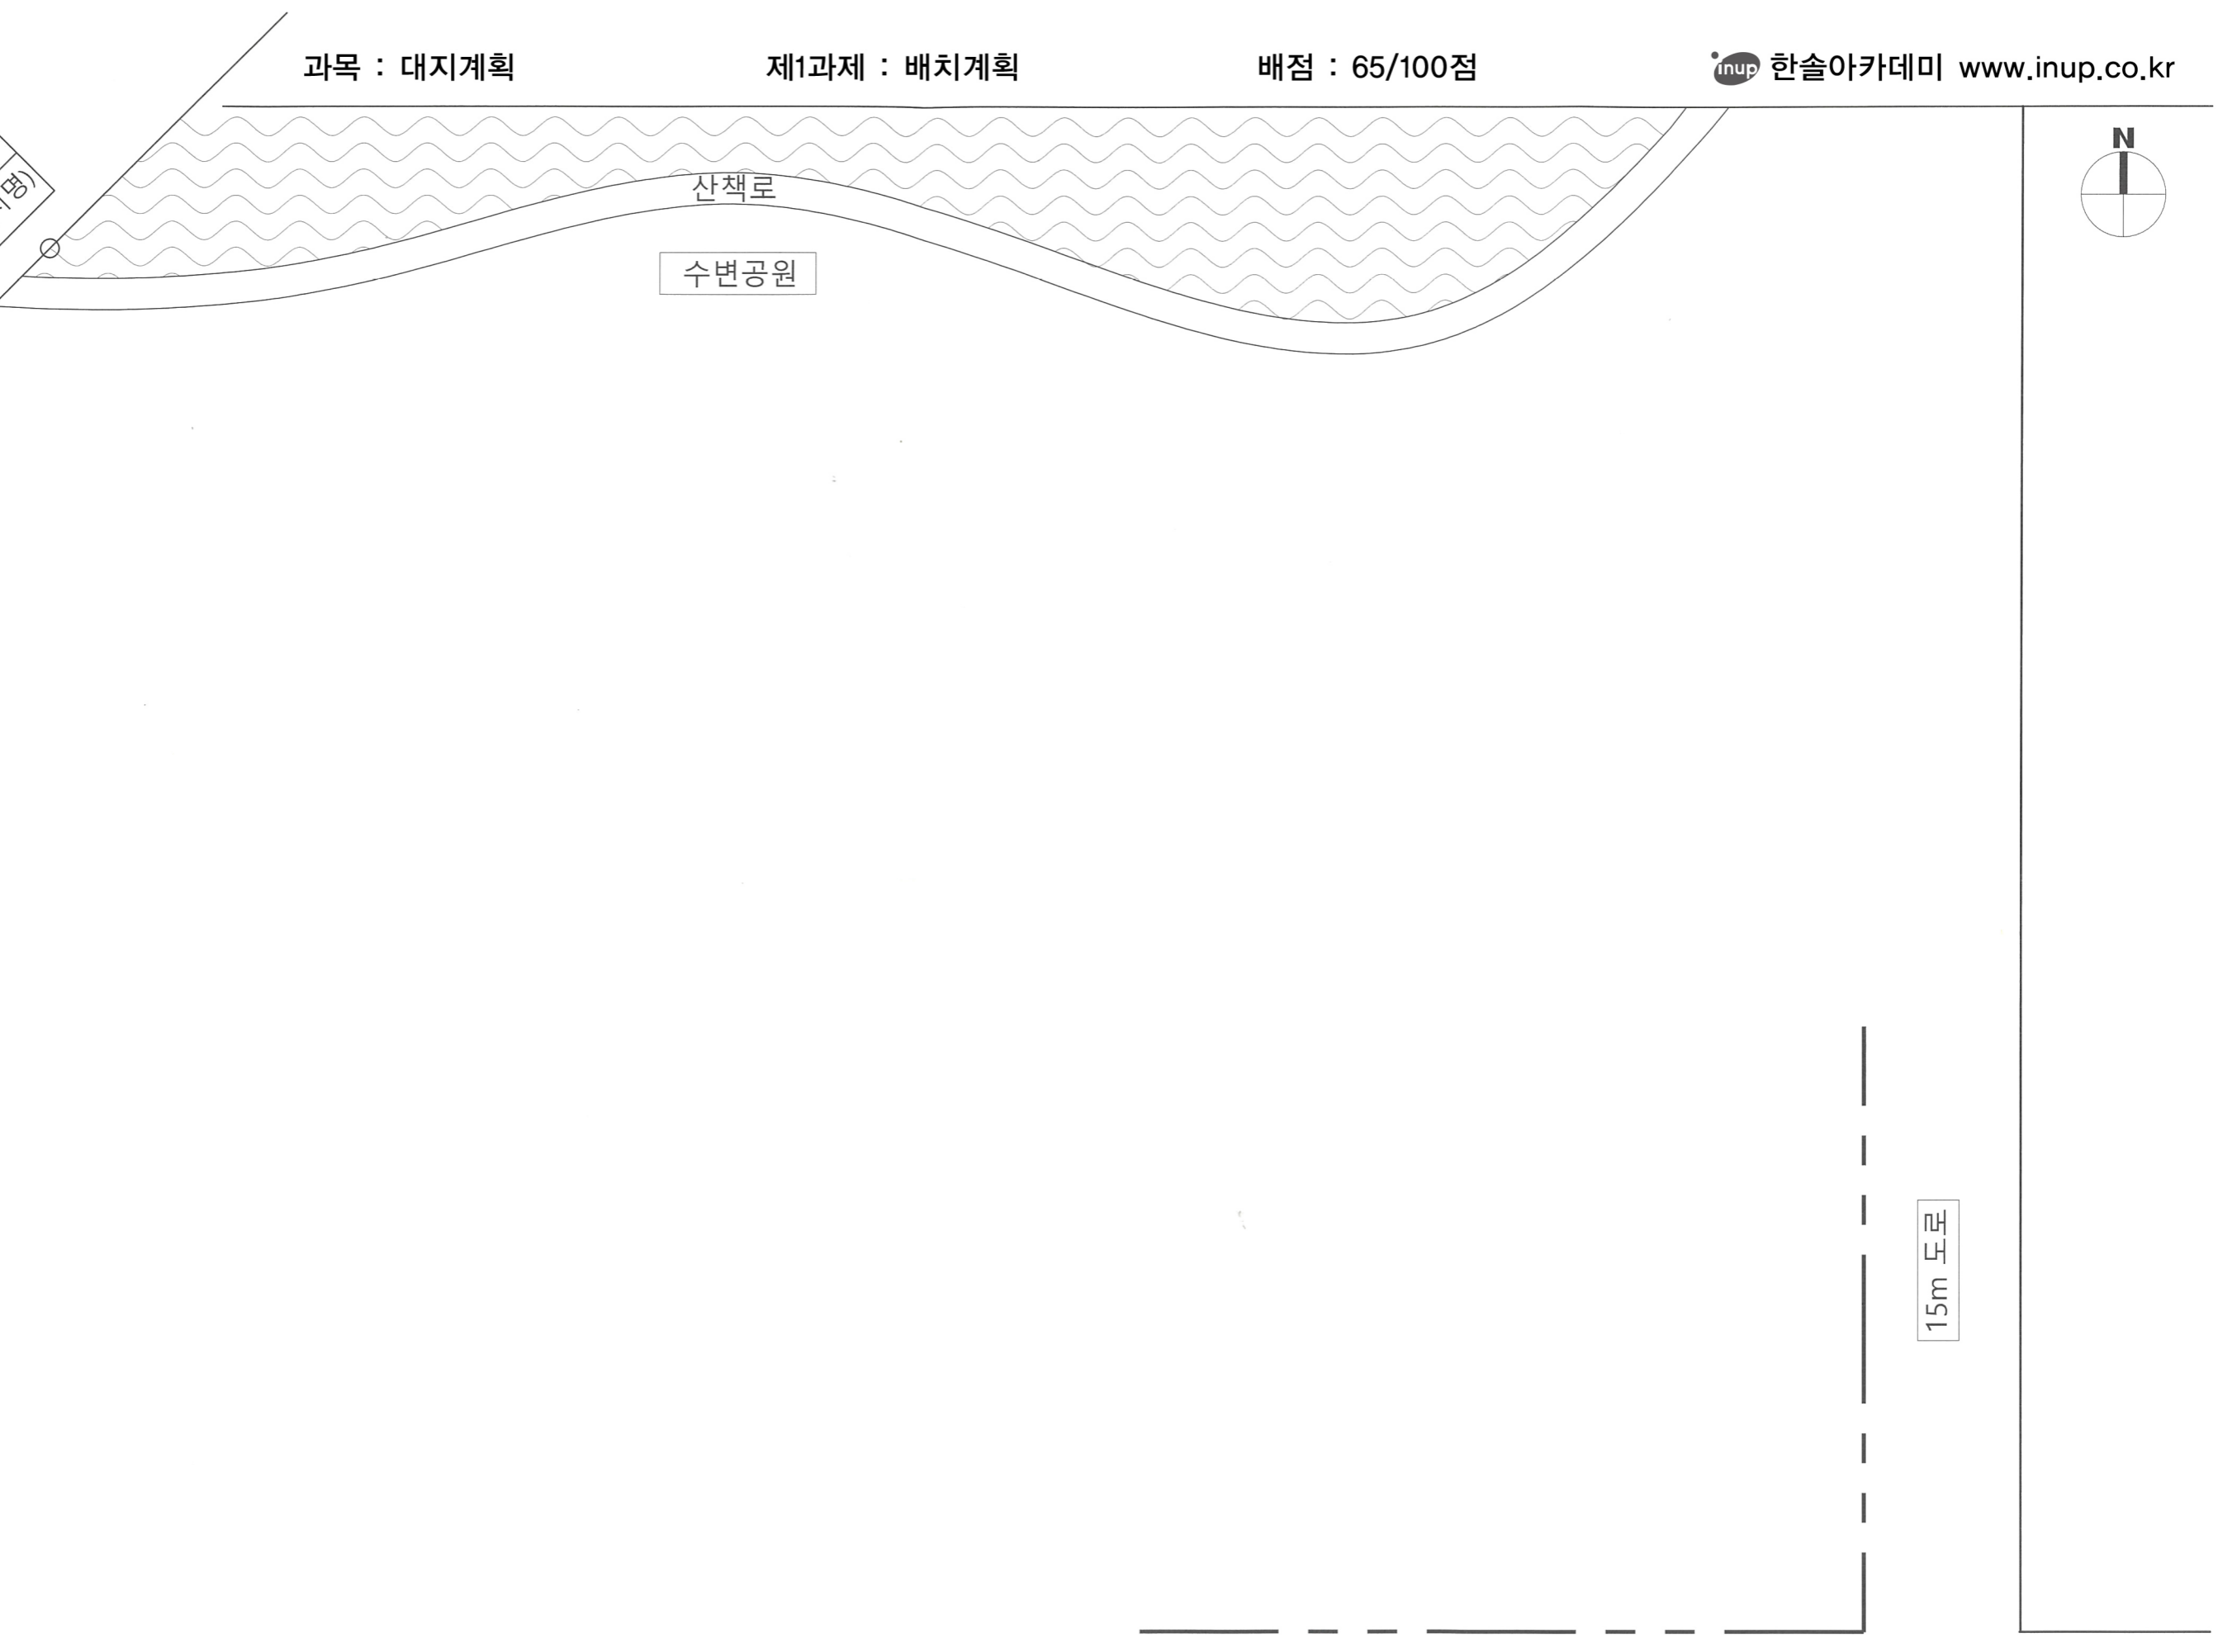 과목 : 대지계획 제1과제 : 배치계획 배점 : 65/100점 inup 한솔아카데미 www.inup.co.kr
N
산책로
수변공원
15m 도로